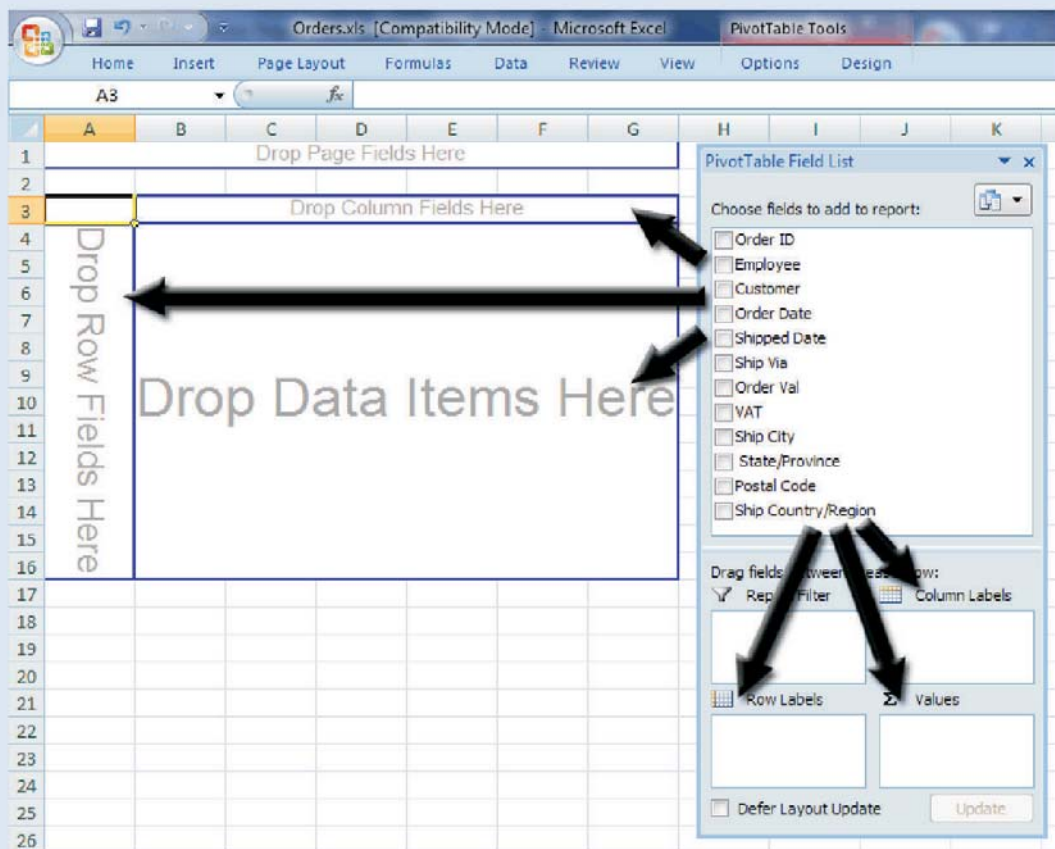 Orders.xls [Compatibility Mode] - Microsoft Excel PivotTable Tools
Home Insert Page Layout Formulas Data Review View Options Design
A3 fx
A B C D E F G H I J K
1 Drop Page Fields Here
2
3 Drop Column Fields Here
4
5
6
7
8
9
10
11
12
13
14
15
16
17
18
19
20
21
22
23
24
25
26
Drop Row Fields Here
Drop Data Items Here
PivotTable Field List
Choose fields to add to report:
Order ID
Employee
Customer
Order Date
Shipped Date
Ship Via
Order Val
VAT
Ship City
State/Province
Postal Code
Ship Country/Region
Drag fields
Filter Column Labels
Row Labels Σ Values
Defer Layout Update Update